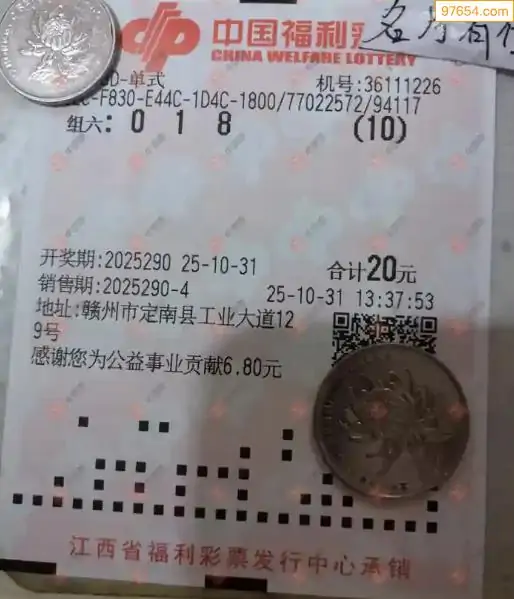 97654.com
中国福利彩
CHINA WELFARE LOTTERY
D-单式
机号:36111226
-F830-E44C-1D4C-1800/77022572/94117
组六: 0 1 8 (10)
开奖期:2025290 25-10-31
合计20元
销售期:2025290-4
25-10-31 13:37:53
地址:赣州市定南县工业大道12
9号
感谢您为公益事业贡献6.80元
江西省福利彩票发行中心承销